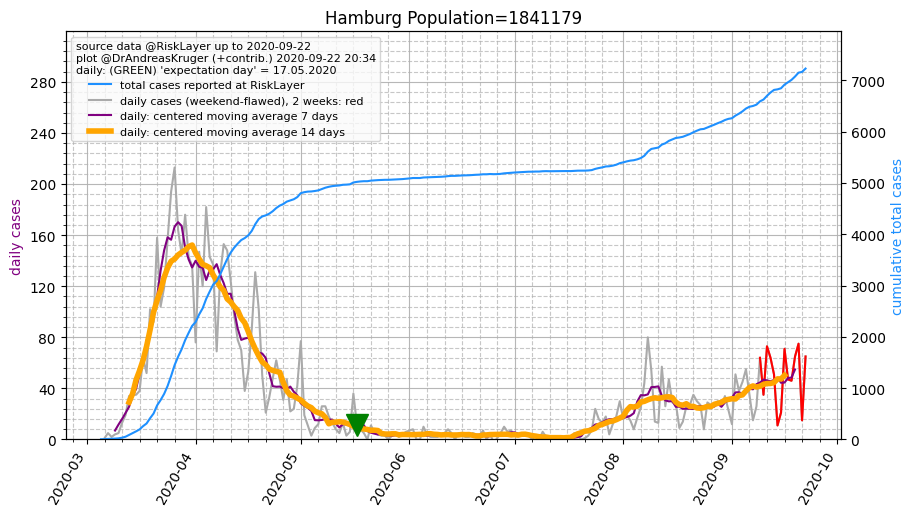 Hamburg Population=1841179
source data @RiskLayer up to 2020-09-22
plot @DrAndreasKruger (+contrib.) 2020-09-22 20:34
daily: (GREEN) 'expectation day' = 17.05.2020
total cases reported at RiskLayer
daily cases (weekend-flawed), 2 weeks: red
daily: centered moving average 7 days
daily: centered moving average 14 days
daily cases
280
240
200
160
120
80
40
0
7000
6000
5000
4000
3000
2000
1000
0
cumulative total cases
2020-03
2020-04
2020-05
2020-06
2020-07
2020-08
2020-09
2020-10